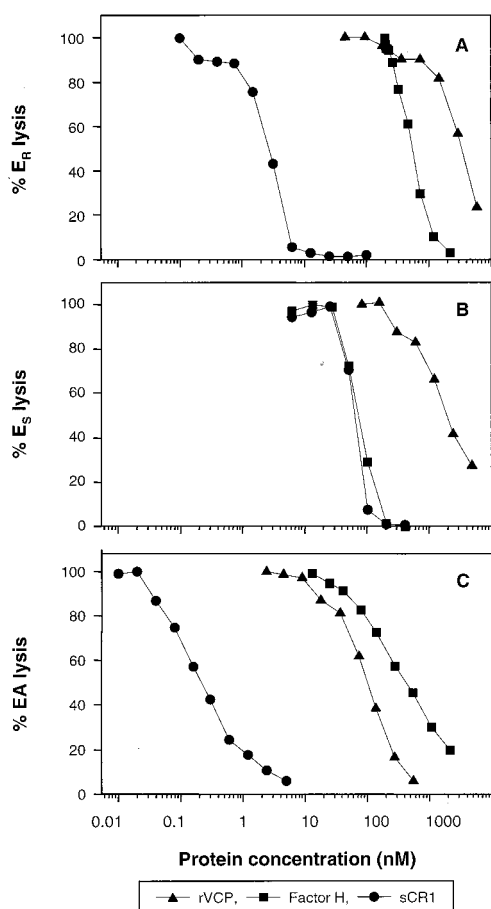 A
% E_R lysis
100
80
60
40
20
0
B
% E_S lysis
100
80
60
40
20
0
C
% EA lysis
100
80
60
40
20
0
0.01 0.1 1 10 100 1000
Protein concentration (nM)
rVCP, Factor H, sCR1